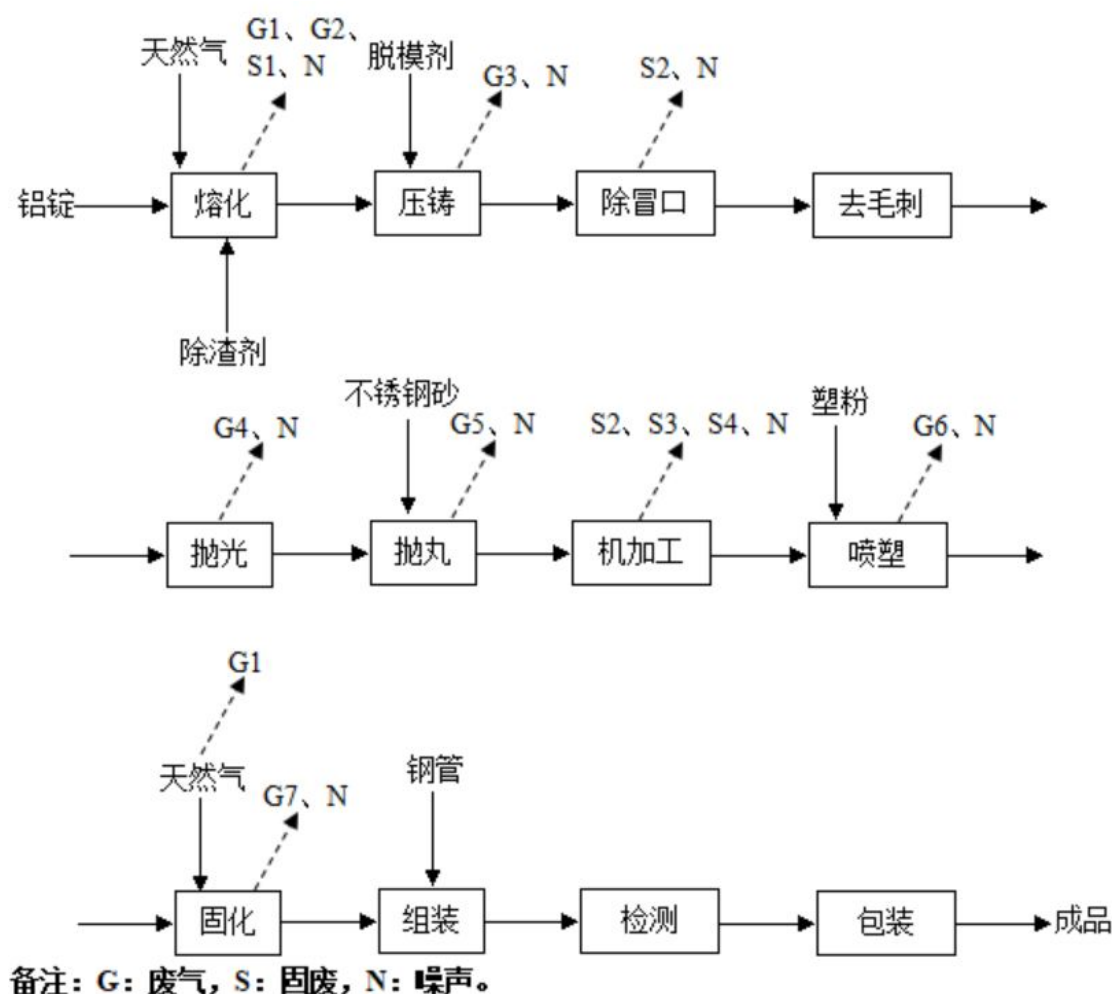 G1、G2、
S1、N
天然气
脱模剂
G3、N
S2、N
铝锭
熔化
压铸
除冒口
去毛刺
除渣剂
不锈钢砂
塑粉
G4、N
G5、N
S2、S3、S4、N
G6、N
抛光
抛丸
机加工
喷塑
G1
天然气
钢管
G7、N
固化
组装
检测
包装
成品
备注：G：废气，S：固废，N：噪声。